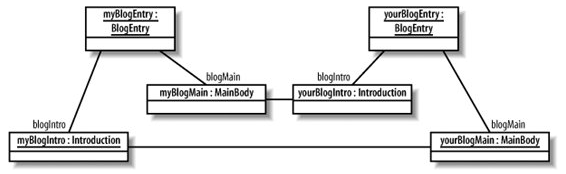 myBlogEntry :
BlogEntry
yourBlogEntry :
BlogEntry
blogMain
blogIntro
myBlogMain : MainBody
yourBlogIntro : Introduction
blogIntro
blogMain
myBlogIntro : Introduction
yourBlogMain : MainBody